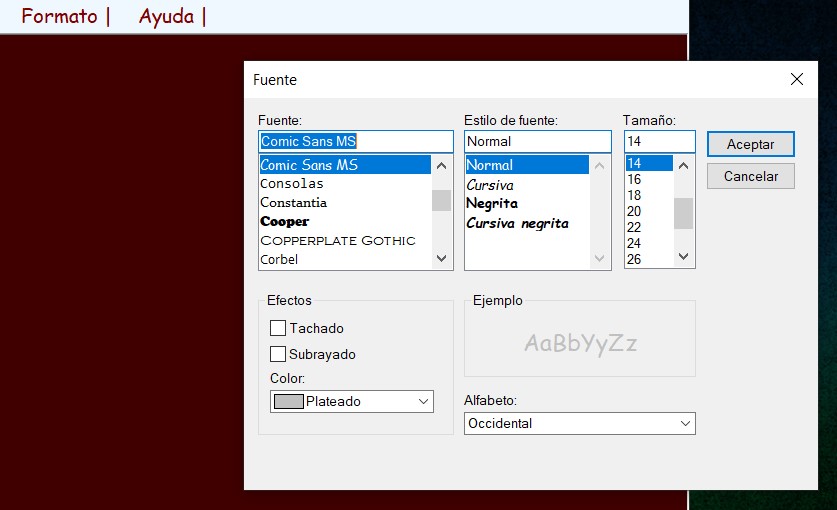 Formato | Ayuda |
Fuente
Fuente:
Comic Sans MS
Comic Sans MS
Consolas
Constantia
Cooper
Copperplate Gothic
Corbel
Estilo de fuente:
Normal
Normal
Cursiva
Negrita
Cursiva negrita
Tamaño:
14
14
16
18
20
22
24
26
Aceptar
Cancelar
Efectos
Tachado
Subrayado
Color:
Plateado
Ejemplo
AaBbYyZz
Alfabeto:
Occidental